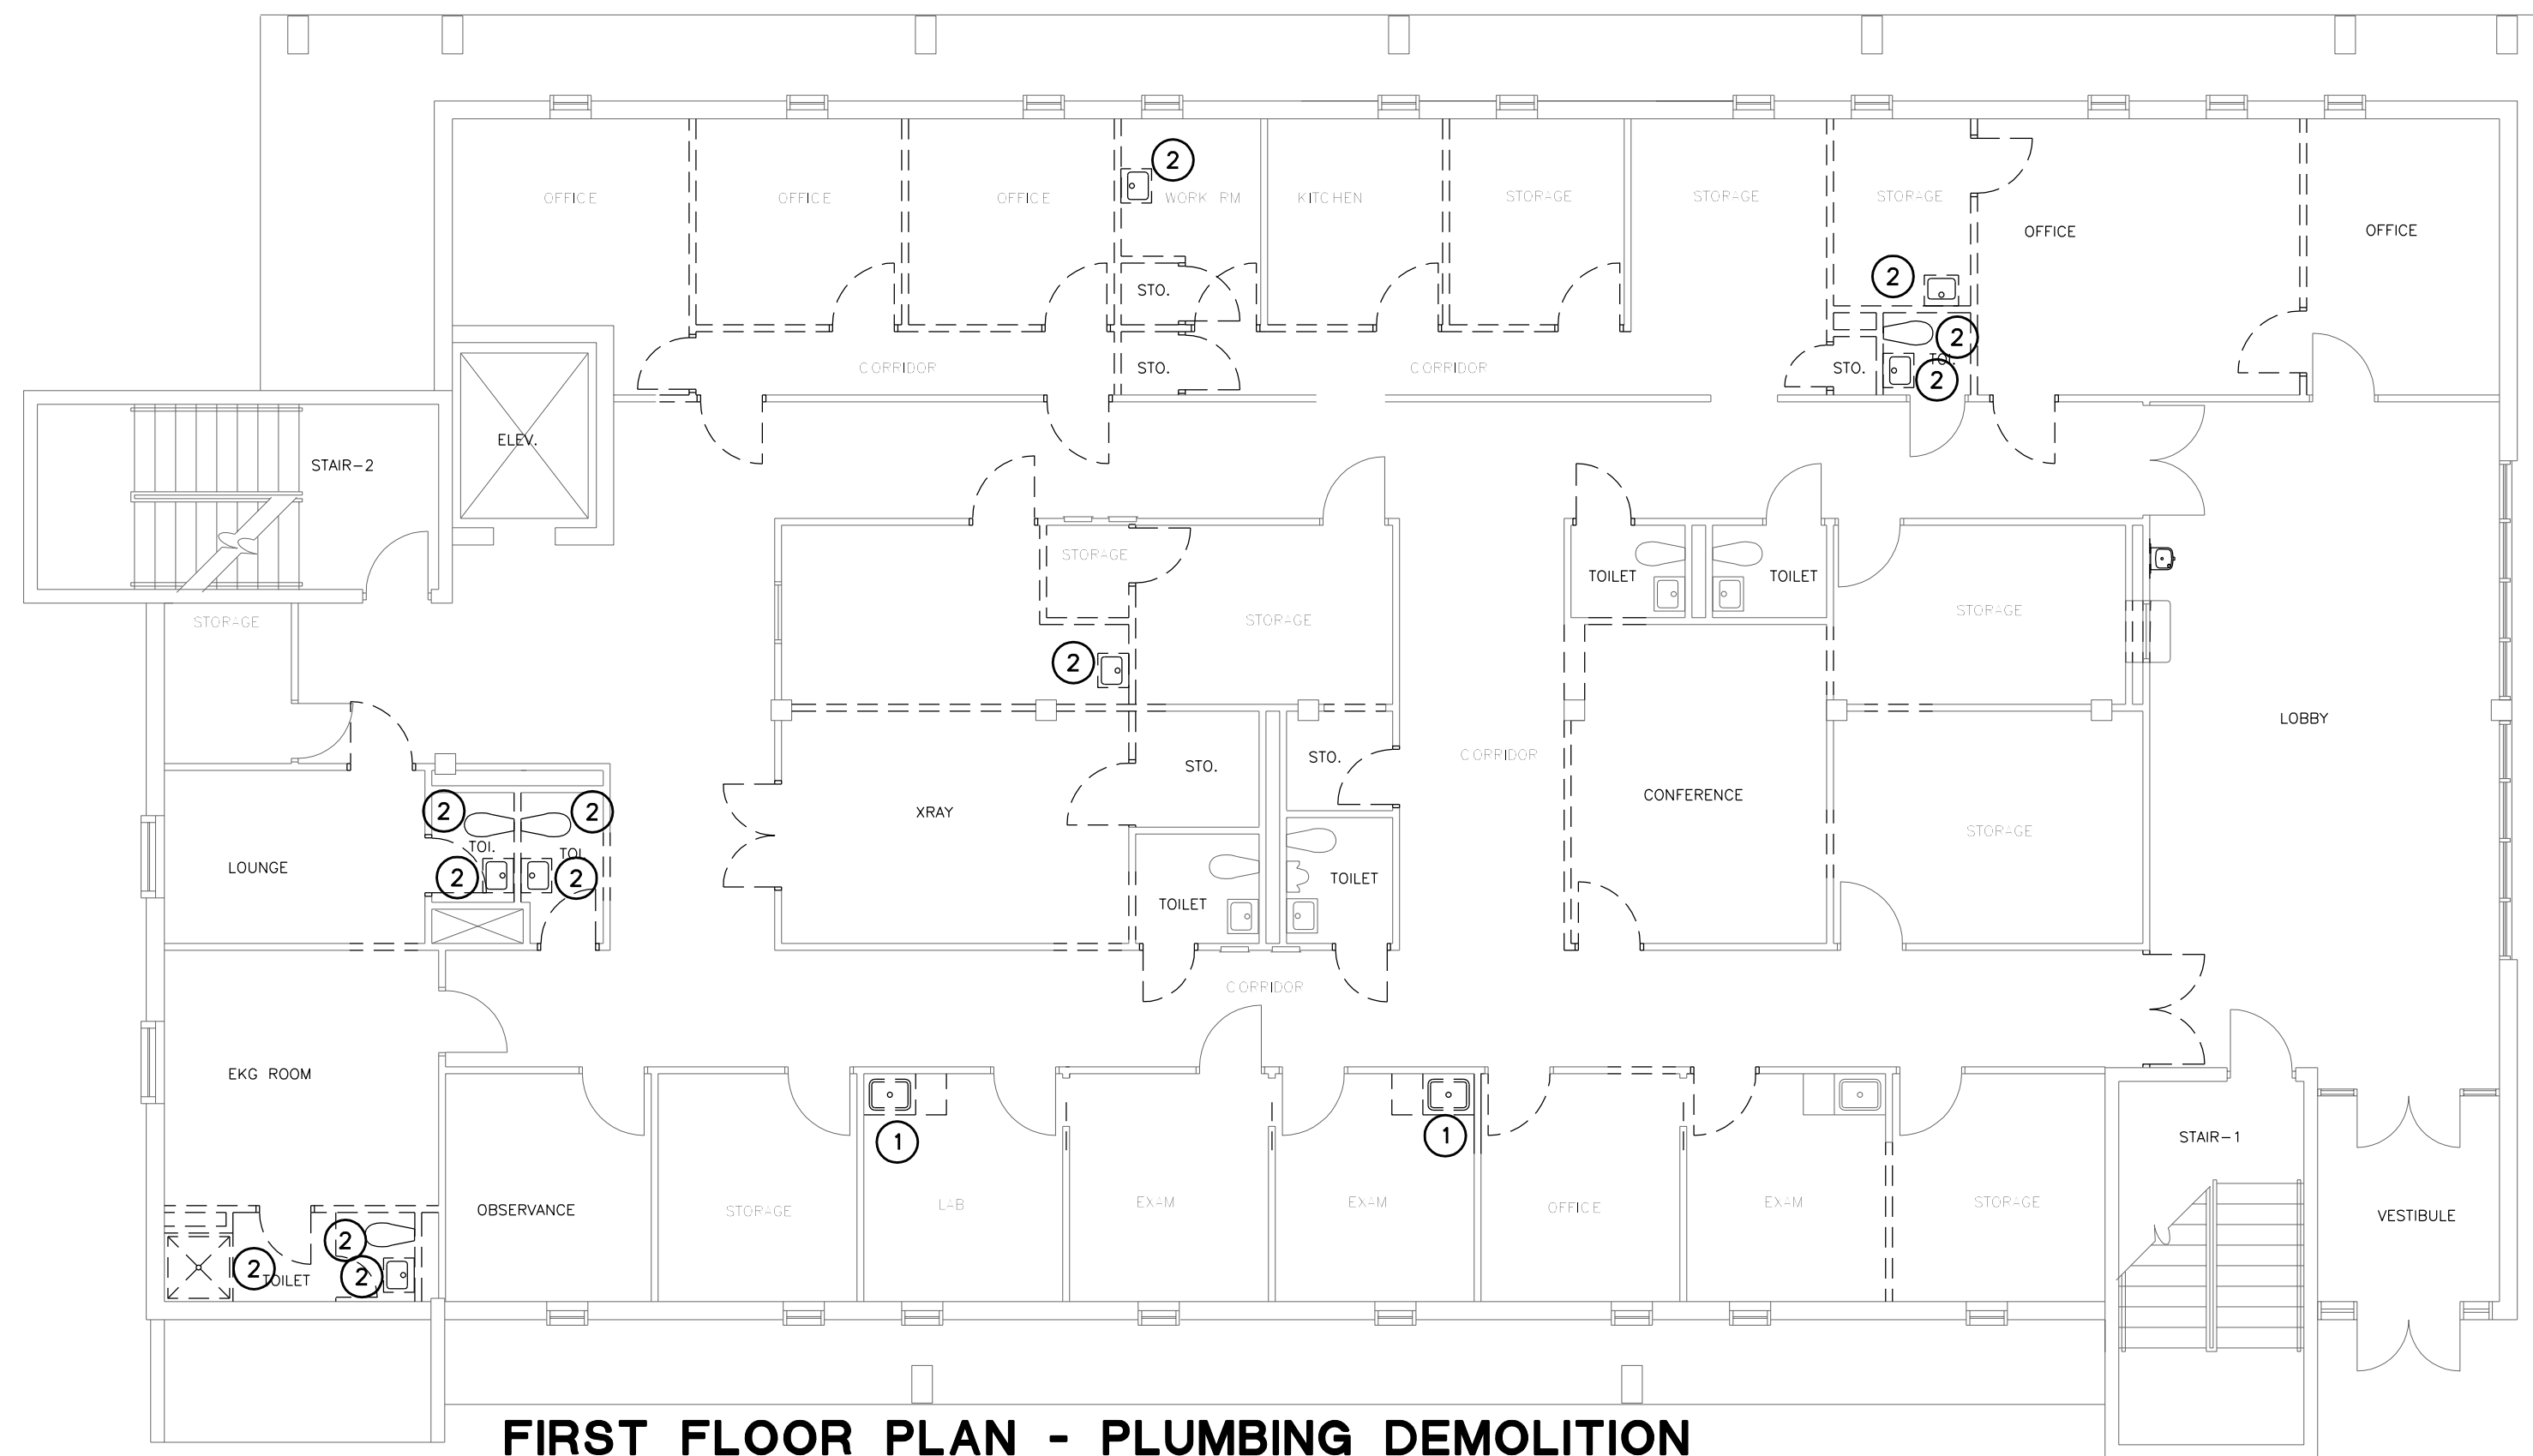 2
OFFICE
OFFICE
OFFICE
WORK RM
KITCHEN
STORAGE
STORAGE
STORAGE
OFFICE
OFFICE
STO.
2
2
TOI.
CORRIDOR
STO.
CORRIDOR
STO.
2
ELEV.
STAIR-2
STORAGE
TOILET
TOILET
STORAGE
STORAGE
STORAGE
2
LOBBY
CORRIDOR
STO.
STO.
CONFERENCE
2
2
XRAY
STORAGE
TOI.
TOI.
LOUNGE
2
2
TOILET
TOILET
CORRIDOR
EKG ROOM
1
1
STAIR-1
OBSERVANCE
STORAGE
LAB
EXAM
EXAM
OFFICE
EXAM
STORAGE
VESTIBULE
2
2
2
TOILET
FIRST FLOOR PLAN - PLUMBING DEMOLITION